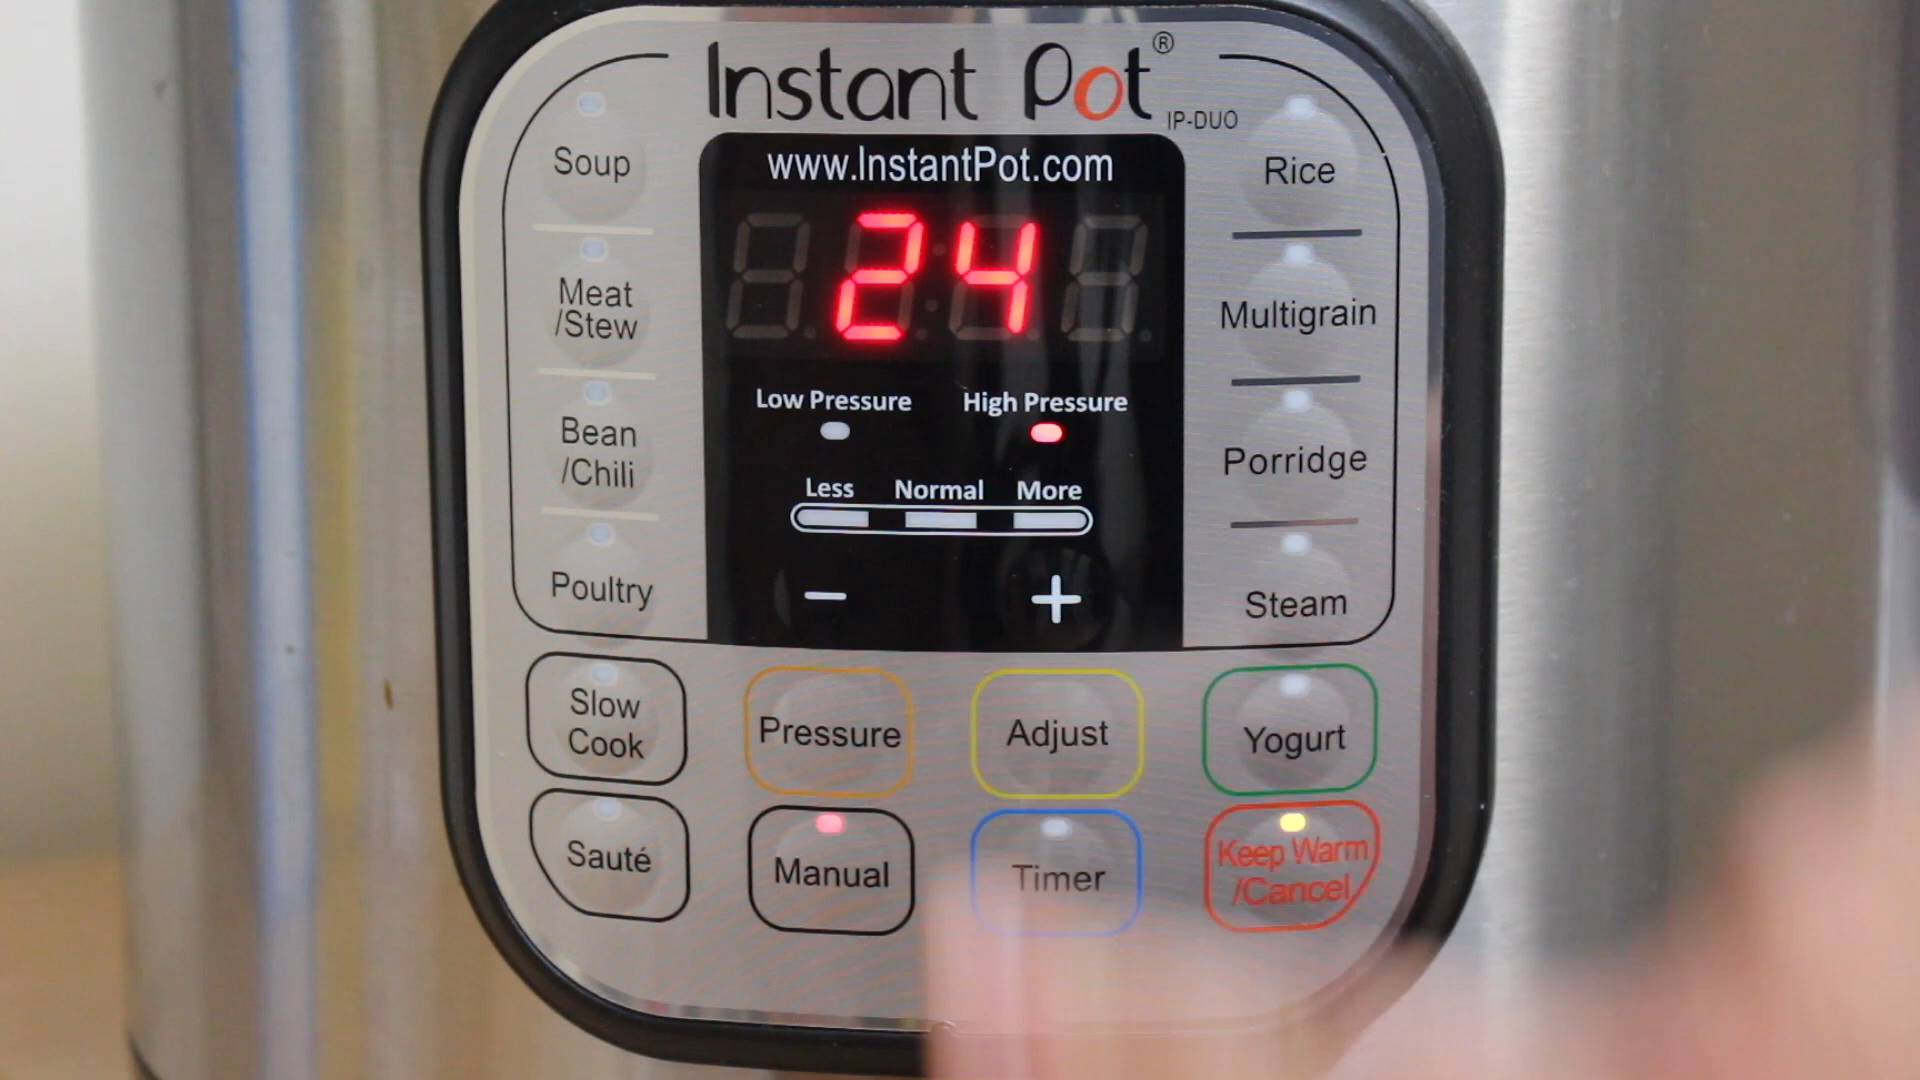 Instant Pot®
IP-DUO
www.InstantPot.com
24
Low Pressure
High Pressure
Less
Normal
More
−
+
Soup
Meat
/Stew
Bean
/Chili
Poultry
Rice
Multigrain
Porridge
Steam
Slow
Cook
Pressure
Adjust
Yogurt
Sauté
Manual
Timer
Keep Warm
/Cancel